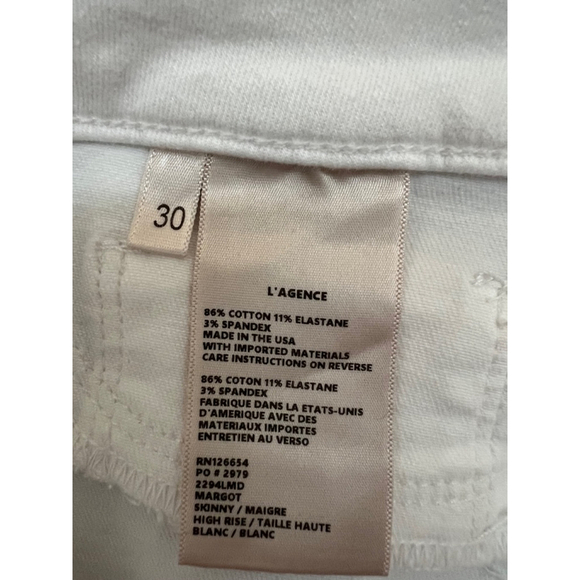 30
L'AGENCE
86% COTTON 11% ELASTANE
3% SPANDEX
MADE IN THE USA
WITH IMPORTED MATERIALS
CARE INSTRUCTIONS ON REVERSE
86% COTON 11% ELASTANE
3% SPANDEX
FABRIQUE DANS LA ETATS-UNIS
D'AMERIQUE AVEC DES
MATERIAUX IMPORTES
ENTRETIEN AU VERSO
RN126654
PO # 2979
2294LMD
MARGOT
SKINNY / MAIGRE
HIGH RISE / TAILLE HAUTE
BLANC / BLANC